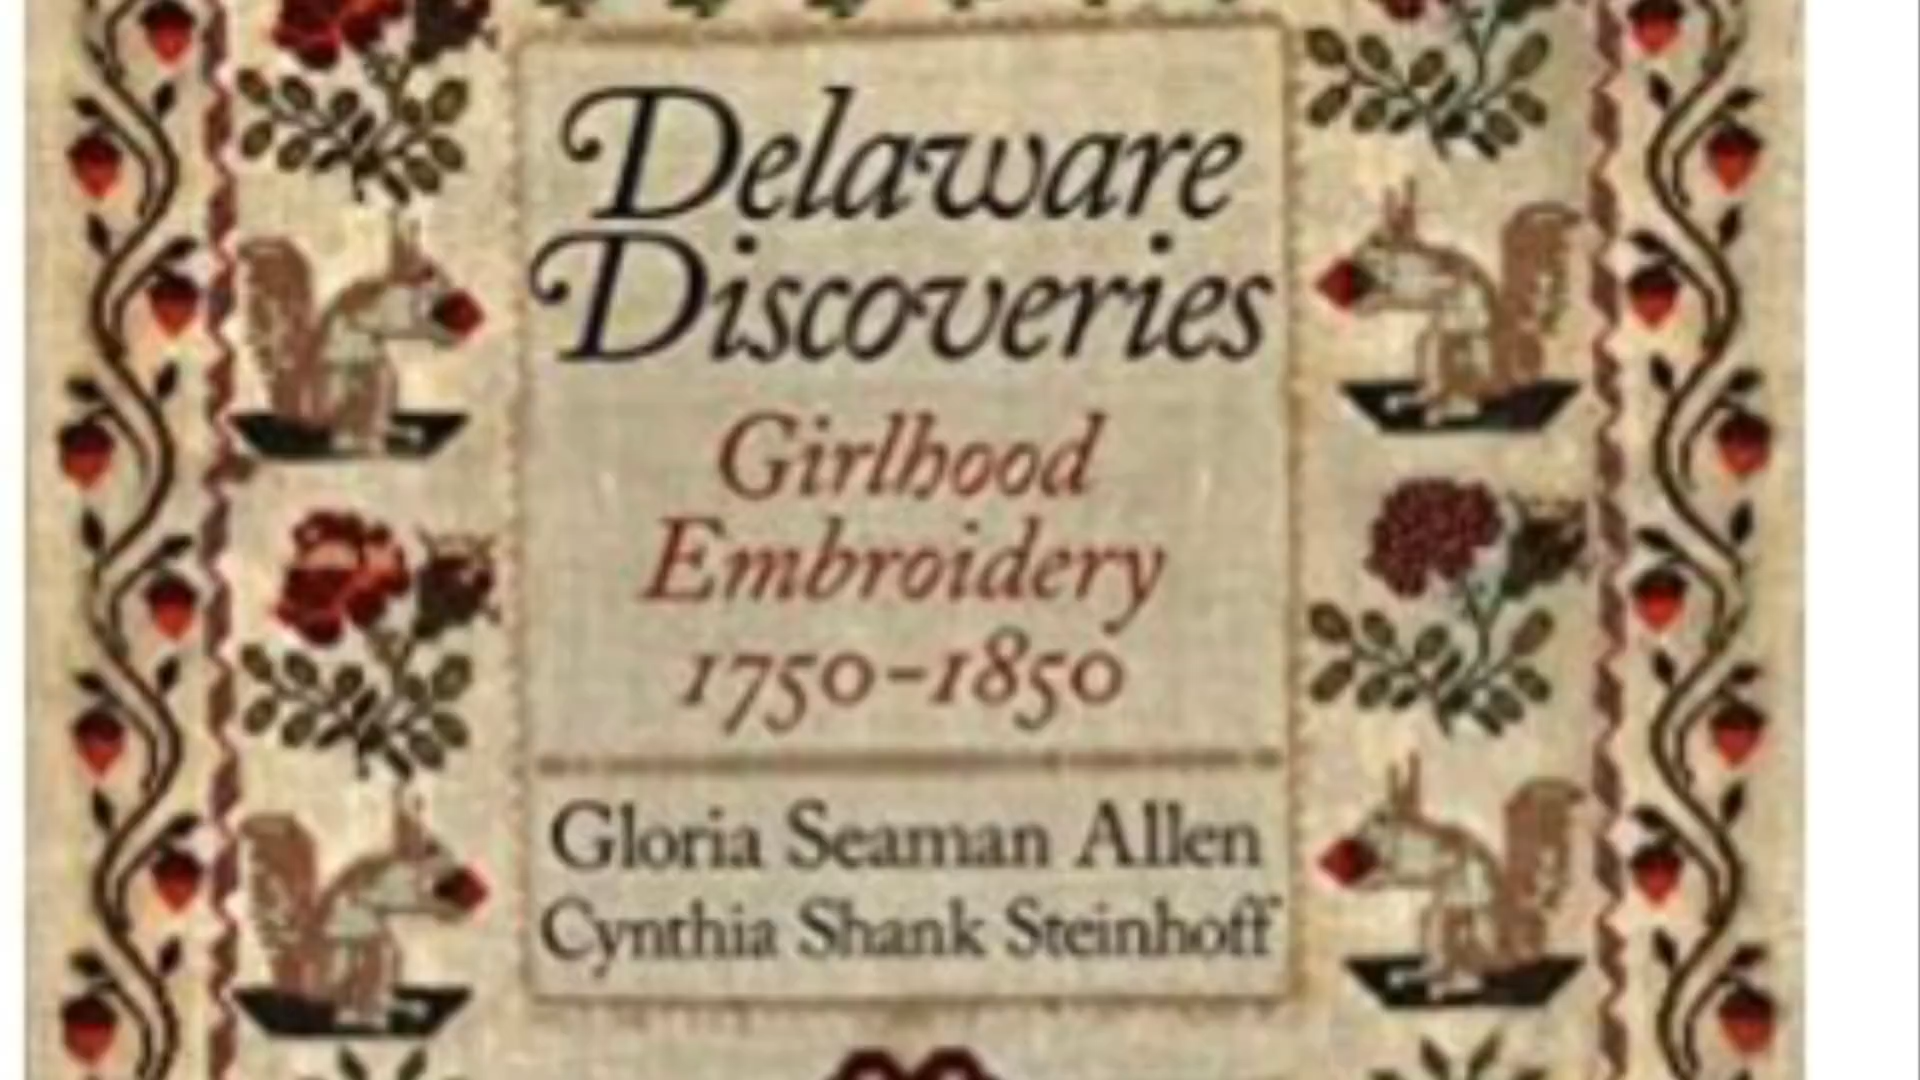 Delaware
Discoveries
Girlhood
Embroidery
1750–1850
Gloria Seaman Allen
Cynthia Shank Steinhoff